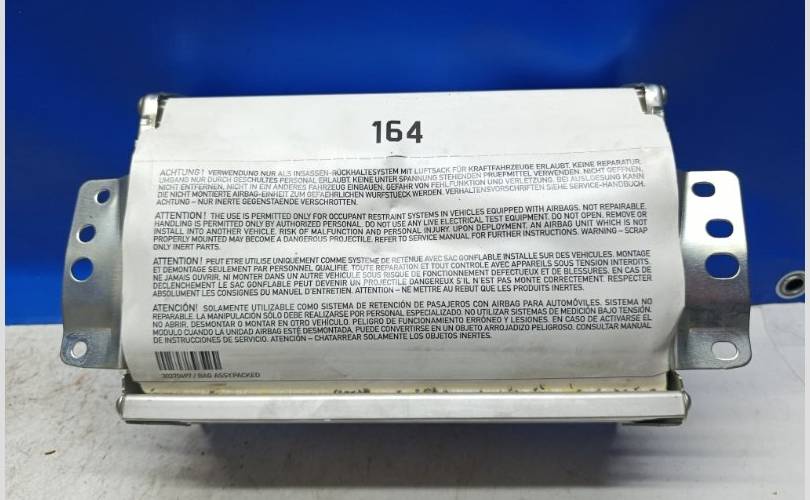 164
ACHTUNG! VERWENDUNG NUR ALS INSASSEN-RÜCKHALTESYSTEM MIT LUFTSACK FÜR KRAFTFAHRZEUGE ERLAUBT. KEINE REPARATUR.
UMGANG NUR DURCH GESCHULTES PERSONAL ERLAUBT. KEINE UNTER SPANNUNG STEHENDEN PRUEFMITTEL VERWENDEN. NICHT OEFFNEN,
NICHT ENTFERNEN, NICHT IN EIN ANDERES FAHRZEUG EINBAUEN. GEFAHR VON FEHLFUNKTION UND VERLETZUNG. BEI AUSLOESUNG KANN
DIE NICHT MONTIERTE AIRBAG-EINHEIT ZUM GEFAEHRLICHEN WURFSTUECK WERDEN. VERHALTENSVORSCHRIFTEN SIEHE SERVICE-HANDBUCH.
ACHTUNG – NUR INERTE GEGENSTAENDE VERSCHROTTEN.
ATTENTION! THE USE IS PERMITTED ONLY FOR OCCUPANT RESTRAINT SYSTEMS IN VEHICLES EQUIPPED WITH AIRBAGS. NOT REPAIRABLE.
HANDLING IS PERMITTED ONLY BY AUTHORIZED PERSONAL. DO NOT USE ANY LIVE ELECTRICAL TEST EQUIPMENT. DO NOT OPEN, REMOVE OR
INSTALL INTO ANOTHER VEHICLE. RISK OF MALFUNCTION AND PERSONAL INJURY. UPON DEPLOYMENT, AN AIRBAG UNIT WHICH IS NOT
PROPERLY MOUNTED MAY BECOME A DANGEROUS PROJECTILE. REFER TO SERVICE MANUAL FOR FURTHER INSTRUCTIONS. WARNING – SCRAP
ONLY INERT PARTS.
ATTENTION! PEUT ETRE UTILISE UNIQUEMENT COMME SYSTEME DE RETENUE AVEC SAC GONFLABLE INSTALLE SUR DES VEHICULES. MONTAGE
ET DEMONTAGE SEULEMENT PAR PERSONNEL QUALIFIE. TOUTE REPARATION ET TOUT CONTROLE AVEC APPAREILS SOUS TENSION INTERDITS.
NE JAMAIS OUVRIR, NI MONTER DANS UN AUTRE VEHICULE SOUS RISQUE DE FONCTIONNEMENT DEFECTUEUX ET DE BLESSURES. EN CAS DE
DECLENCHEMENT LE SAC GONFLABLE PEUT DEVENIR UN PROJECTILE DANGEREUX S'IL N'EST PAS MONTE CORRECTEMENT. RESPECTER
ABSOLUMENT LES CONSIGNES DU MANUEL D'ENTRETIEN. ATTENTION – NE METTRE AU REBUT QUE LES PRODUITS INERTES.
ATENCIÓN! SOLAMENTE UTILIZABLE COMO SISTEMA DE RETENCIÓN DE PASAJEROS CON AIRBAG PARA AUTOMÓVILES. SISTEMA NO
REPARABLE. LA MANIPULACIÓN SÓLO DEBE REALIZARSE POR PERSONAL ESPECIALIZADO. NO UTILIZAR SISTEMAS DE MEDICIÓN BAJO TENSIÓN.
NO ABRIR, DESMONTAR O MONTAR EN OTRO VEHÍCULO. PELIGRO DE FUNCIONAMIENTO ERRÓNEO Y LESIONES. EN CASO DE ACTIVARSE EL
MODULO CUANDO LA UNIDAD AIRBAG ESTÉ DESMONTADA, PUEDE CONVERTIRSE EN UN OBJETO ARROJADIZO PELIGROSO. CONSULTAR MANUAL
DE INSTRUCCIONES DE SERVICIO. ATENCIÓN – CHATARREAR SOLAMENTE LOS OBJETOS INERTES.
/ BAG ASSY.PACKED